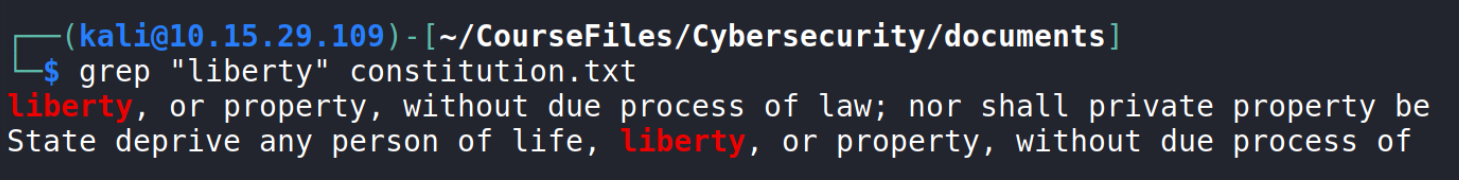 ┌──(kali@10.15.29.109)-[~/CourseFiles/Cybersecurity/documents]
└─$ grep "liberty" constitution.txt
liberty, or property, without due process of law; nor shall private property be
State deprive any person of life, liberty, or property, without due process of